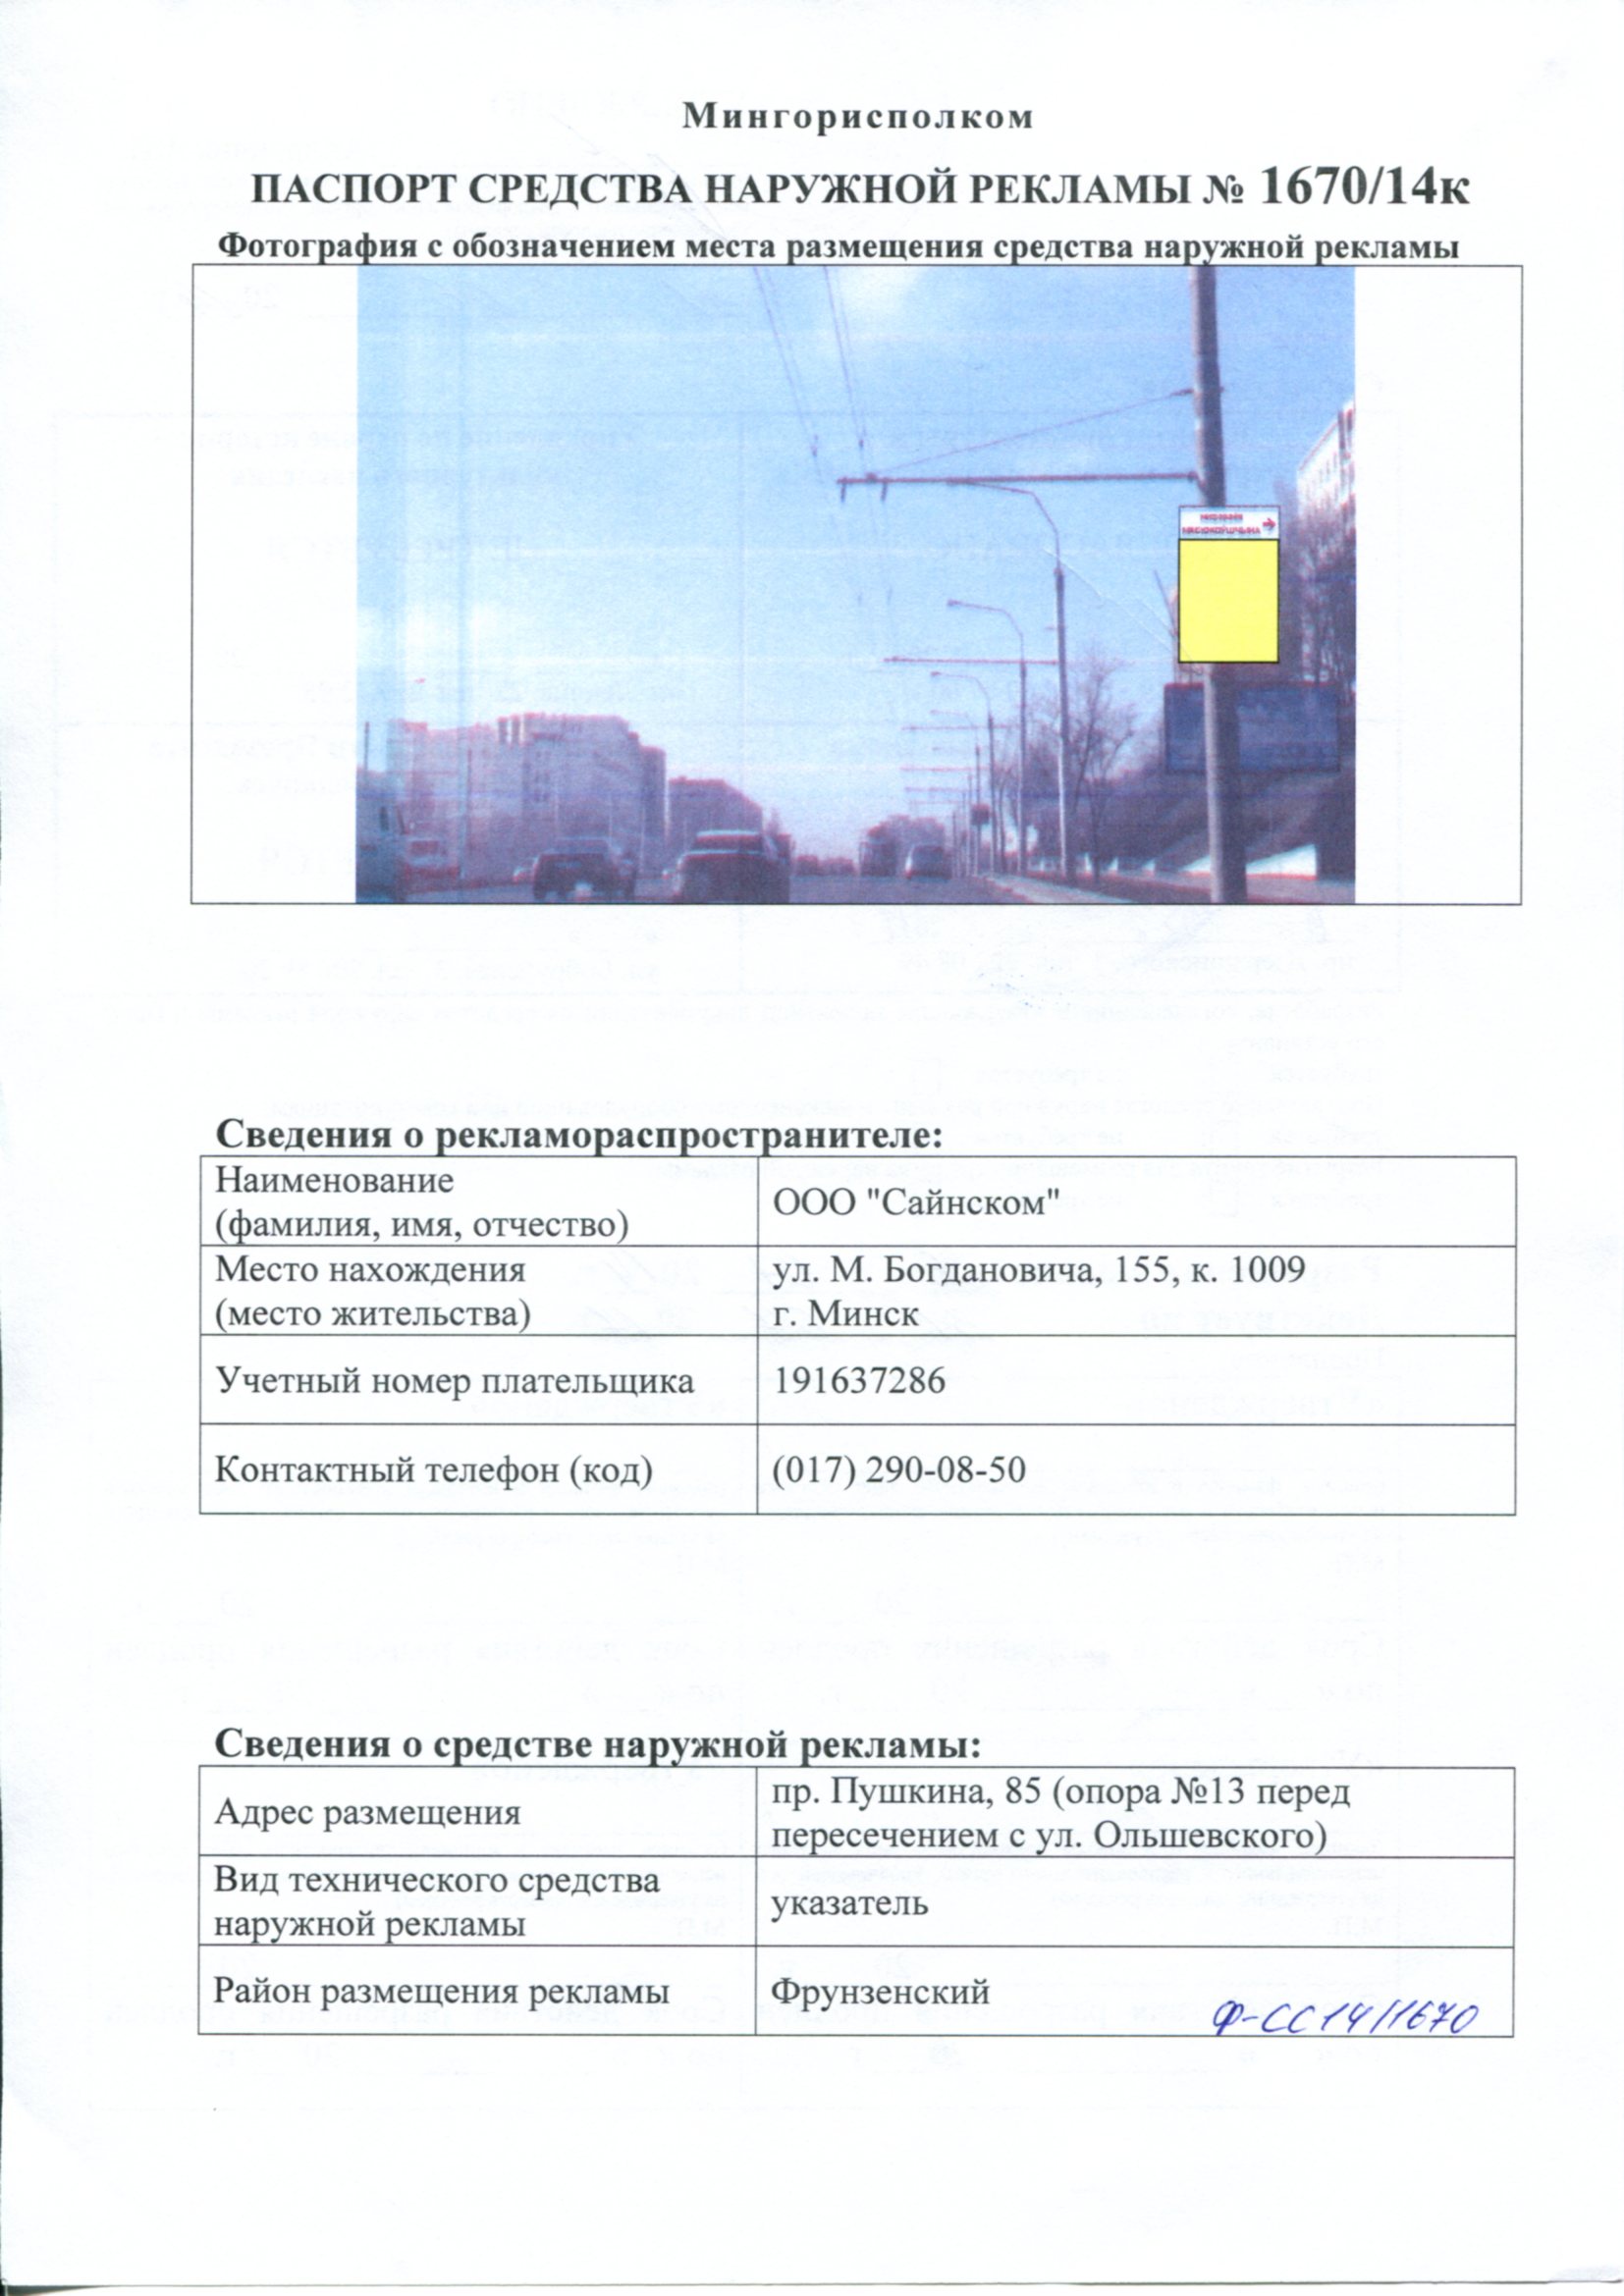 Мингорисполком
ПАСПОРТ СРЕДСТВА НАРУЖНОЙ РЕКЛАМЫ № 1670/14к
Фотография с обозначением места размещения средства наружной рекламы
Сведения о рекламораспространителе:
Наименование
(фамилия, имя, отчество)
ООО "Сайнском"
Место нахождения
(место жительства)
ул. М. Богдановича, 155, к. 1009
г. Минск
Учетный номер плательщика
191637286
Контактный телефон (код)
(017) 290-08-50
Сведения о средстве наружной рекламы:
Адрес размещения
пр. Пушкина, 85 (опора №13 перед
пересечением с ул. Ольшевского)
Вид технического средства
наружной рекламы
указатель
Район размещения рекламы
Фрунзенский
Ф-СС14/1670